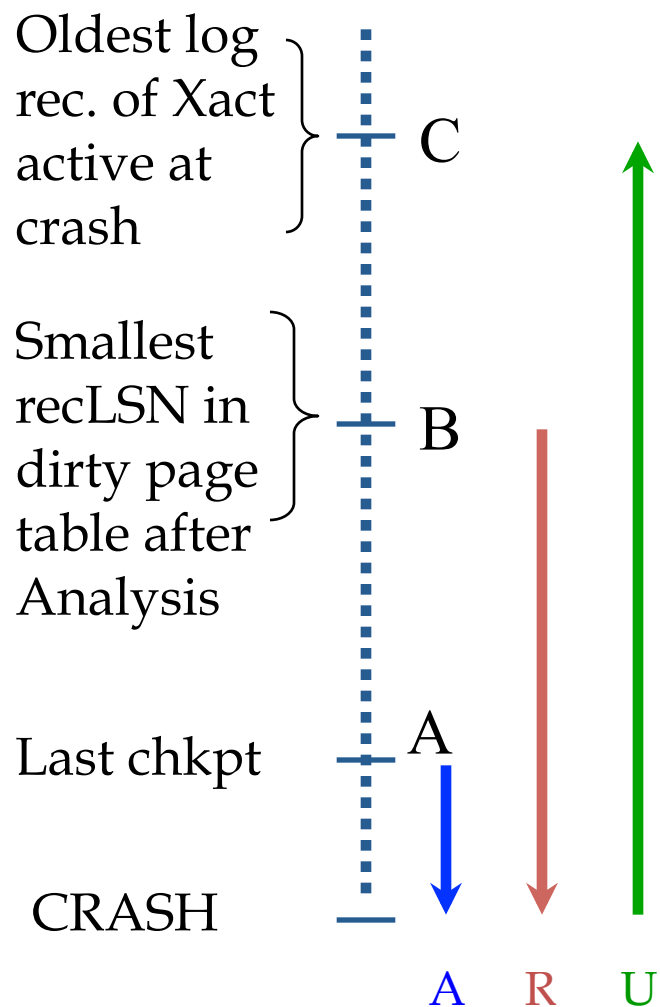 Oldest log
rec. of Xact
active at
crash
C
Smallest
recLSN in
dirty page
table after
Analysis
B
A
Last chkpt
CRASH
A R U